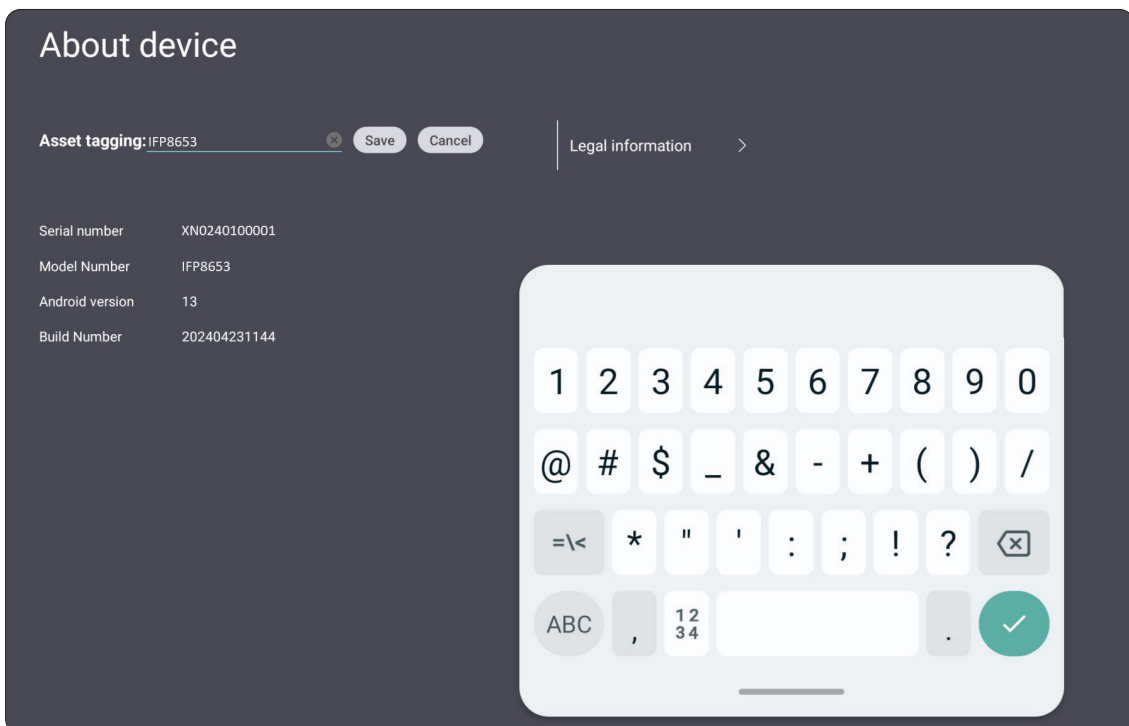 About device
Asset tagging: IFP8653 Save Cancel
Legal information
Serial number XN0240100001
Model Number IFP8653
Android version 13
Build Number 202404231144
1 2 3 4 5 6 7 8 9 0
@ # $ _ & - + ( ) /
=\< * " ' : ; ! ?
ABC , 12 .
34